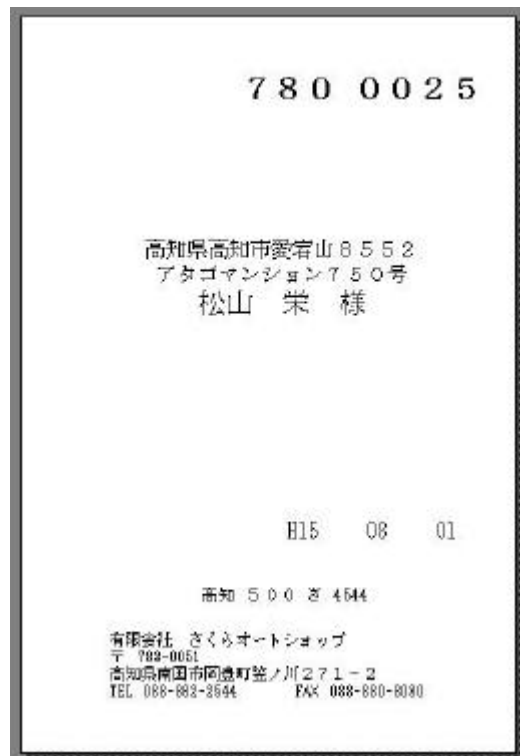 780 0025
高知県高知市愛宕山8552
アタゴマンション750号
松山 栄 様
H15 08 01
高知 500 さ 4544
有限会社 さくらオートショップ
〒 783-0051
高知県南国市岡豊町笠ノ川271-2
TEL 088-862-2544 FAX 088-880-8080